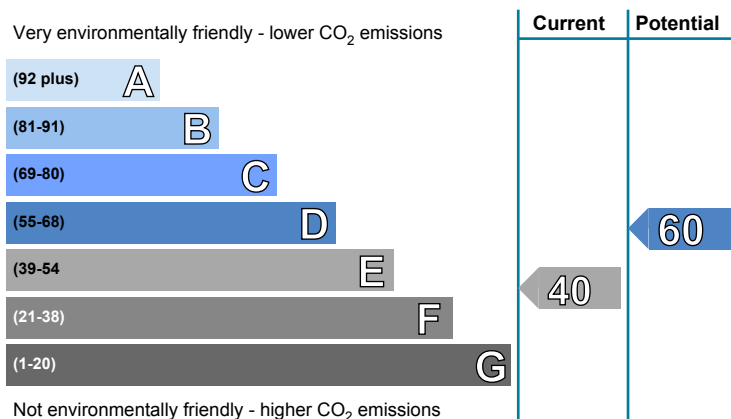 Current Potential
Very environmentally friendly - lower CO2 emissions
(92 plus) A
(81-91) B
(69-80) C
(55-68) D
60
(39-54 E
40
(21-38) F
(1-20) G
Not environmentally friendly - higher CO2 emissions